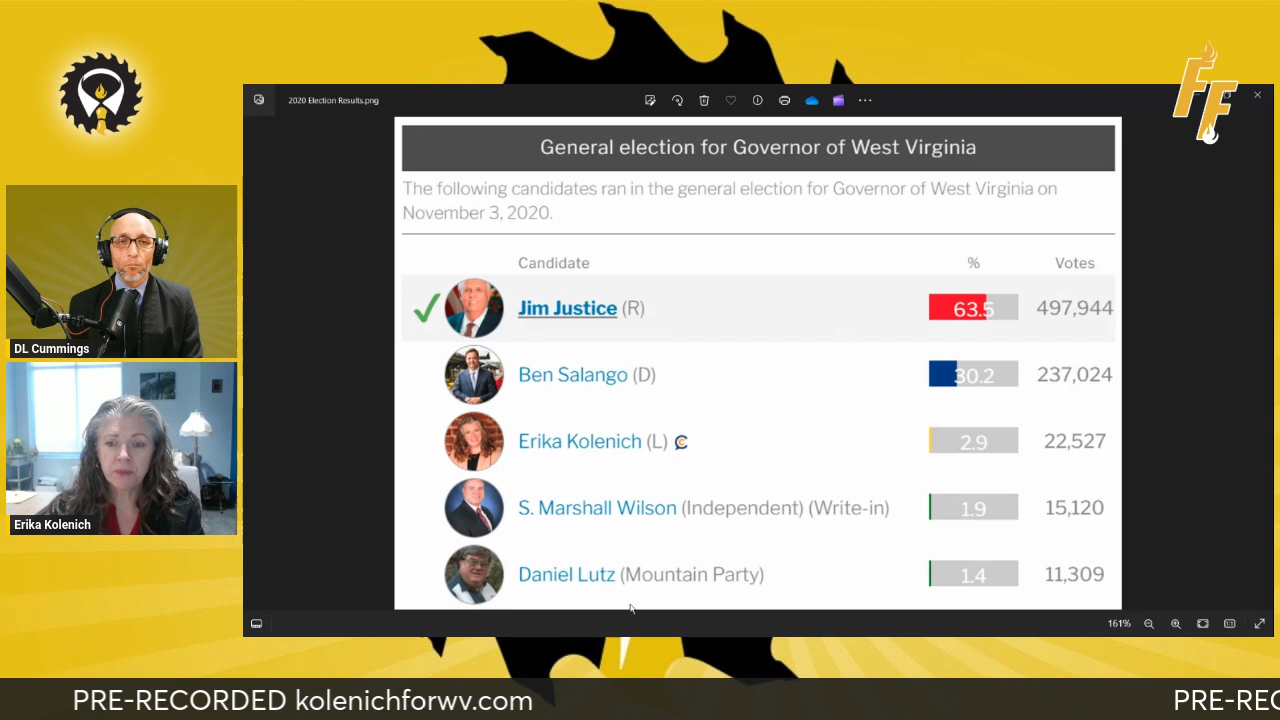 FF
2020 Election Results.png
General election for Governor of West Virginia
The following candidates ran in the general election for Governor of West Virginia on
November 3, 2020.
Candidate % Votes
Jim Justice (R) 63.5 497,944
Ben Salango (D) 30.2 237,024
Erika Kolenich (L) 2.9 22,527
S. Marshall Wilson (Independent) (Write-in) 1.9 15,120
Daniel Lutz (Mountain Party) 1.4 11,309
DL Cummings
Erika Kolenich
161%
PRE-RECORDED kolenichforwv.com PRE-REC